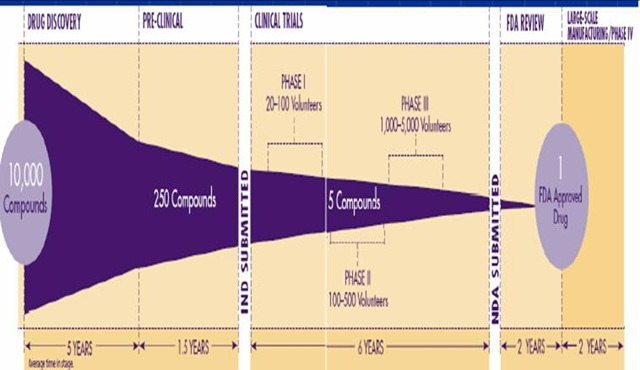 DRUG DISCOVERY
PRE-CLINICAL
CLINICAL TRIALS
FDA REVIEW
LARGE-SCALE
MANUFACTURING/PHASE IV
PHASE I
20-100 Volunteers
PHASE III
1,000-5,000 Volunteers
10,000
Compounds
250 Compounds
IND SUBMITTED
5 Compounds
NDA SUBMITTED
1
FDA Approved
Drug
PHASE II
100-500 Volunteers
5 YEARS
1.5 YEARS
6 YEARS
2 YEARS
2 YEARS
Average time in stage.